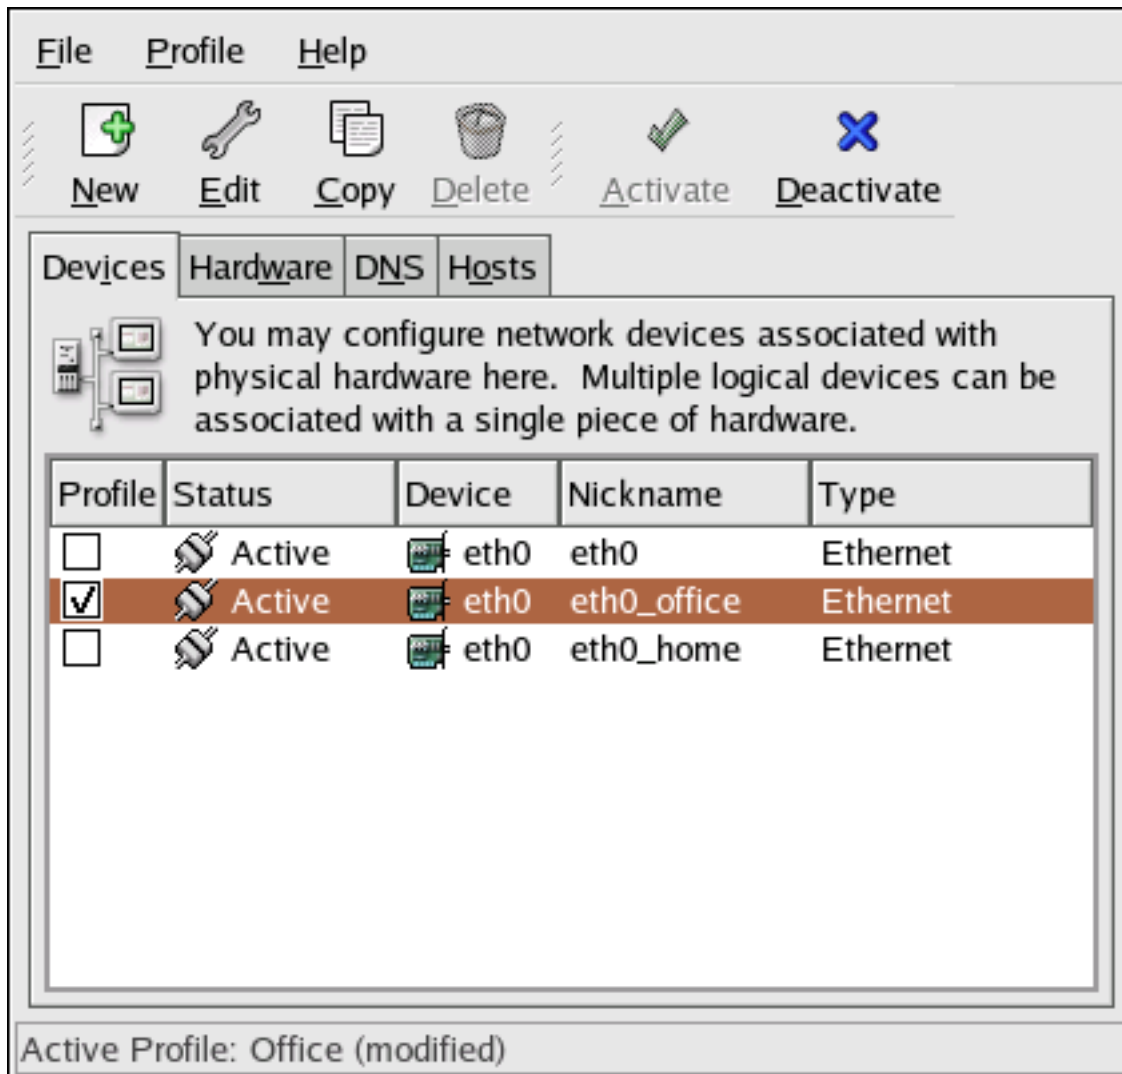 File Profile Help
New Edit Copy Delete Activate Deactivate
Devices Hardware DNS Hosts
You may configure network devices associated with
physical hardware here.  Multiple logical devices can be
associated with a single piece of hardware.
Profile Status Device Nickname Type
Active eth0 eth0 Ethernet
Active eth0 eth0_office Ethernet
Active eth0 eth0_home Ethernet
Active Profile: Office (modified)